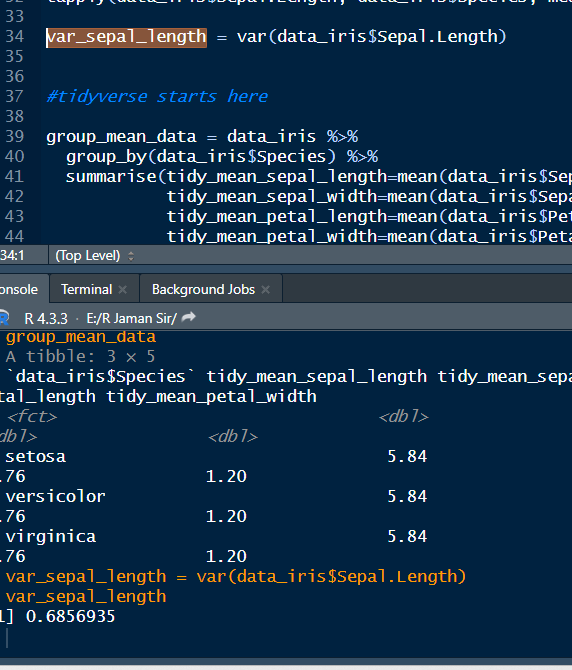 33
34 var_sepal_length = var(data_iris$Sepal.Length)
35
36
37 #tidyverse starts here
38
39 group_mean_data = data_iris %>%
40 group_by(data_iris$Species) %>%
41 summarise(tidy_mean_sepal_length=mean(data_iris$Sep
42 tidy_mean_sepal_width=mean(data_iris$Sepa
43 tidy_mean_petal_length=mean(data_iris$Pet
44 tidy_mean_petal_width=mean(data_iris$Peta
34:1 (Top Level)
onsole Terminal × Background Jobs ×
R 4.3.3 · E:/R Jaman Sir/
group_mean_data
A tibble: 3 × 5
`data_iris$Species` tidy_mean_sepal_length tidy_mean_sepa
tal_length tidy_mean_petal_width
<fct> <dbl>
dbl> <dbl>
setosa 5.84
.76 1.20
versicolor 5.84
.76 1.20
virginica 5.84
.76 1.20
var_sepal_length = var(data_iris$Sepal.Length)
var_sepal_length
1] 0.6856935